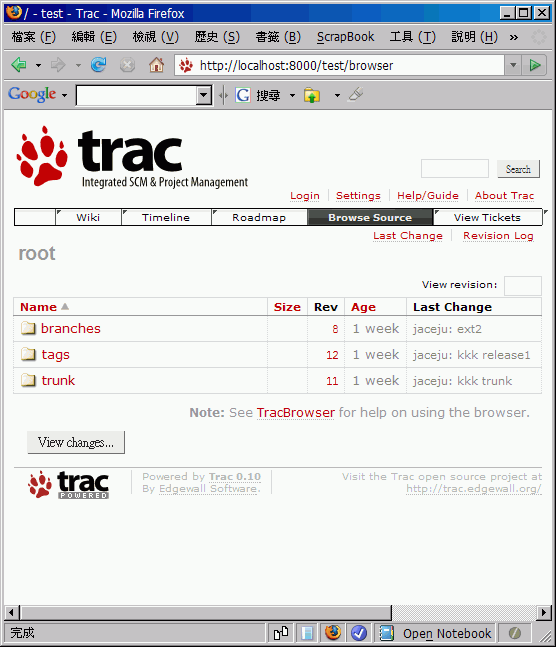 / - test - Trac - Mozilla Firefox
檔案 (F) 編輯 (E) 檢視 (V) 歷史 (S) 書籤 (B) ScrapBook 工具 (T) 說明 (H) »
http://localhost:8000/test/browser
Google G 搜尋
trac
Integrated SCM & Project Management
Search
Login Settings Help/Guide About Trac
Wiki Timeline Roadmap Browse Source View Tickets
Last Change Revision Log
root
View revision:
Name Size Rev Age Last Change
branches 8 1 week jaceju: ext2
tags 12 1 week jaceju: kkk release1
trunk 11 1 week jaceju: kkk trunk
Note: See TracBrowser for help on using the browser.
View changes...
trac POWERED
Powered by Trac 0.10
By Edgewall Software.
Visit the Trac open source project at
http://trac.edgewall.org/
完成 Open Notebook